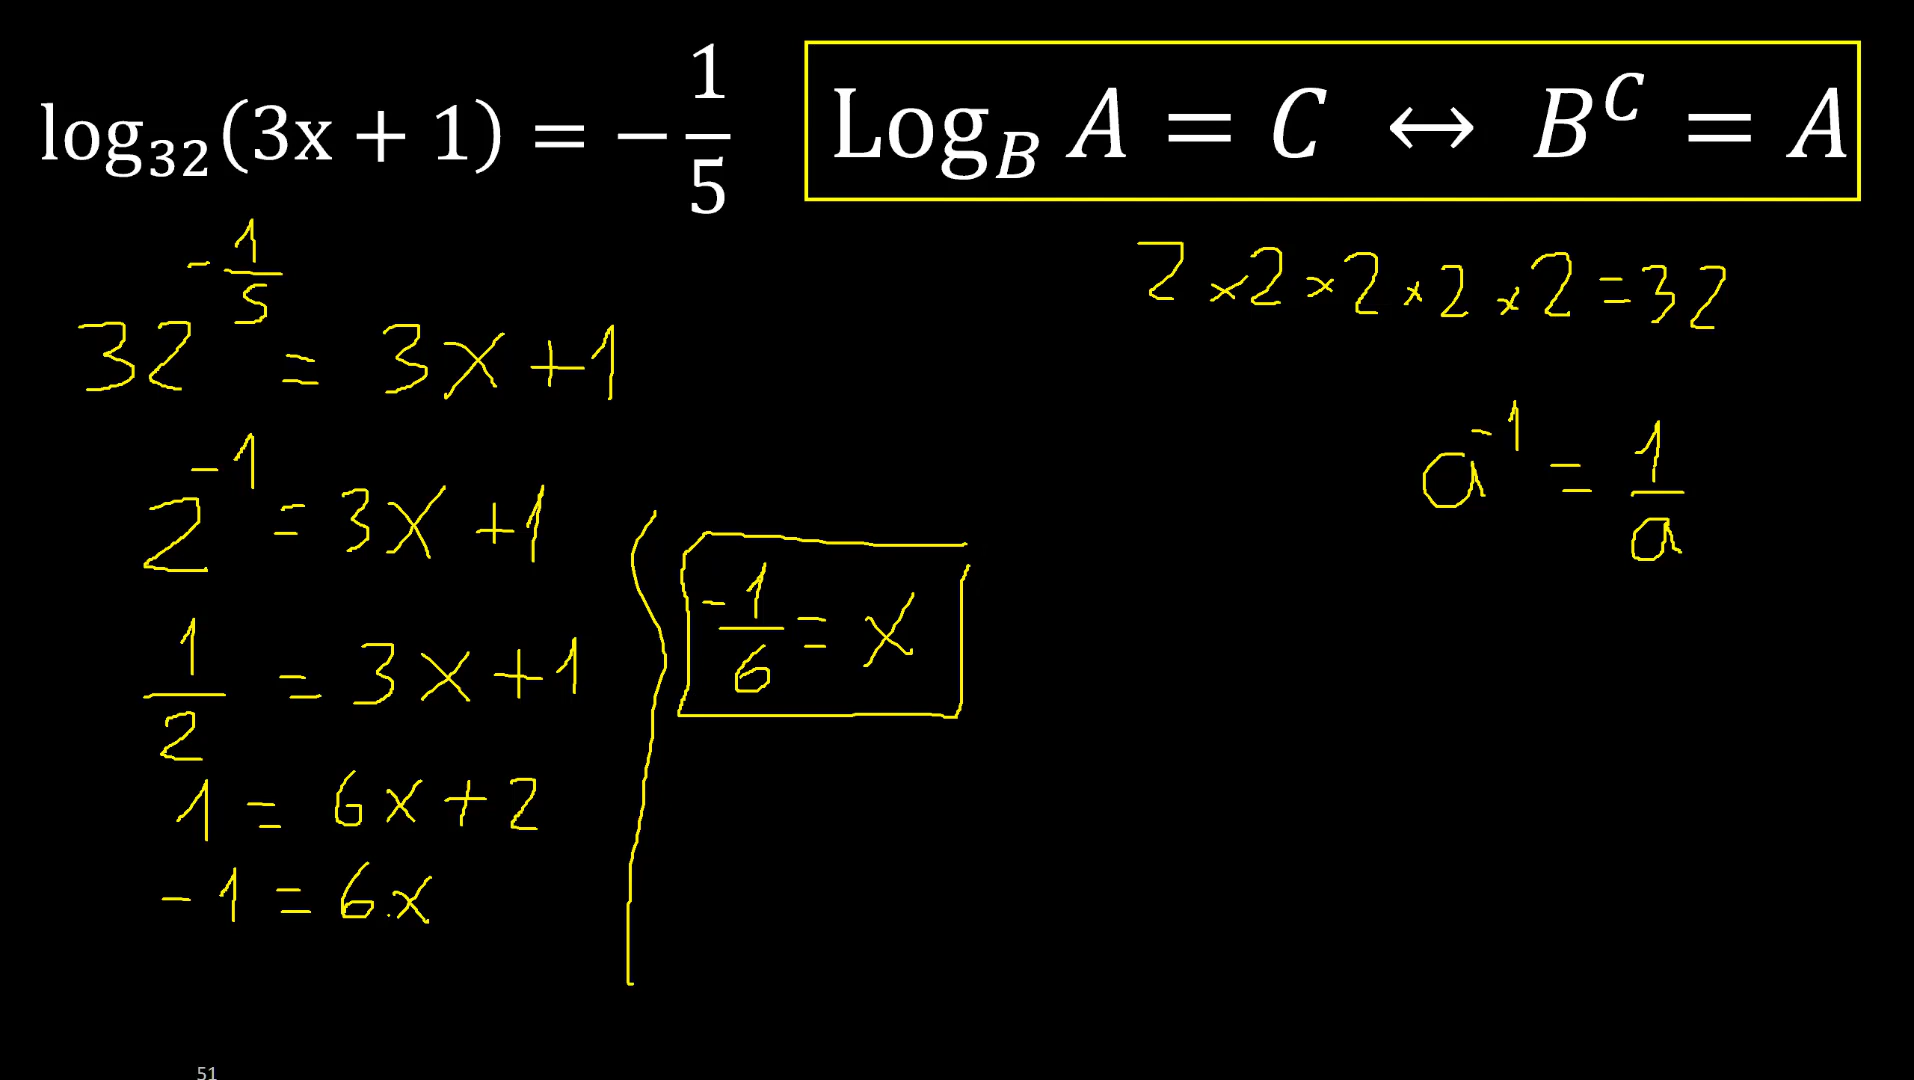 log₃₂(3x + 1) = −1/5
Log_B A = C ↔ B^C = A
2×2×2×2×2=32
32^(-1/5) = 3x+1
a^-1 = 1/a
2^-1 = 3x+1
-1/6 = x
1/2 = 3x+1
1 = 6x+2
-1 = 6.x
51